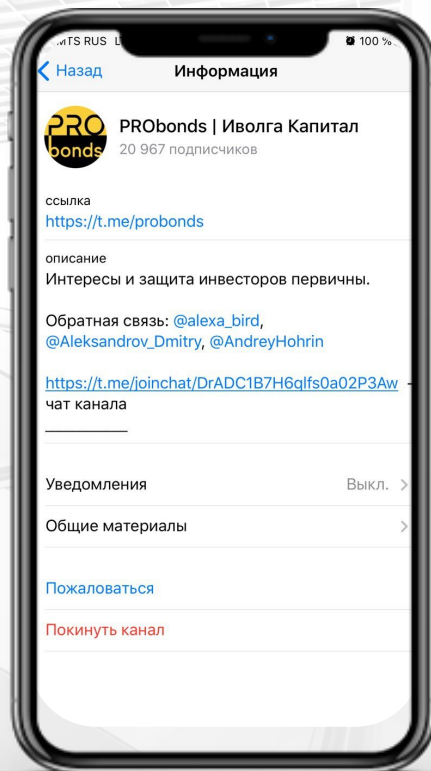 MTS RUS
100 %
Назад
Информация
PRO
bonds
PRObonds | Иволга Капитал
20 967 подписчиков
ссылка
https://t.me/probonds
описание
Интересы и защита инвесторов первичны.
Обратная связь: @alexa_bird,
@Aleksandrov_Dmitry, @AndreyHohrin
https://t.me/joinchat/DrADC1B7H6qlfs0a02P3Aw -
чат канала
Уведомления
Выкл.
Общие материалы
Пожаловаться
Покинуть канал